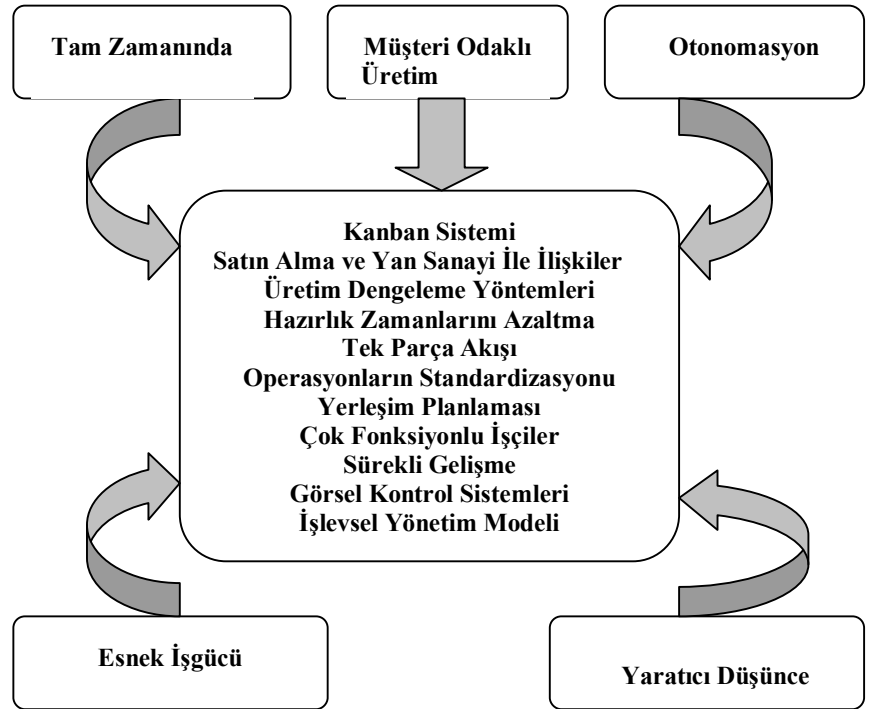 Tam Zamanında
Müşteri Odaklı
Üretim
Otonomasyon
Kanban Sistemi
Satın Alma ve Yan Sanayi İle İlişkiler
Üretim Dengeleme Yöntemleri
Hazırlık Zamanlarını Azaltma
Tek Parça Akışı
Operasyonların Standardizasyonu
Yerleşim Planlaması
Çok Fonksiyonlu İşçiler
Sürekli Gelişme
Görsel Kontrol Sistemleri
İşlevsel Yönetim Modeli
Esnek İşgücü
Yaratıcı Düşünce